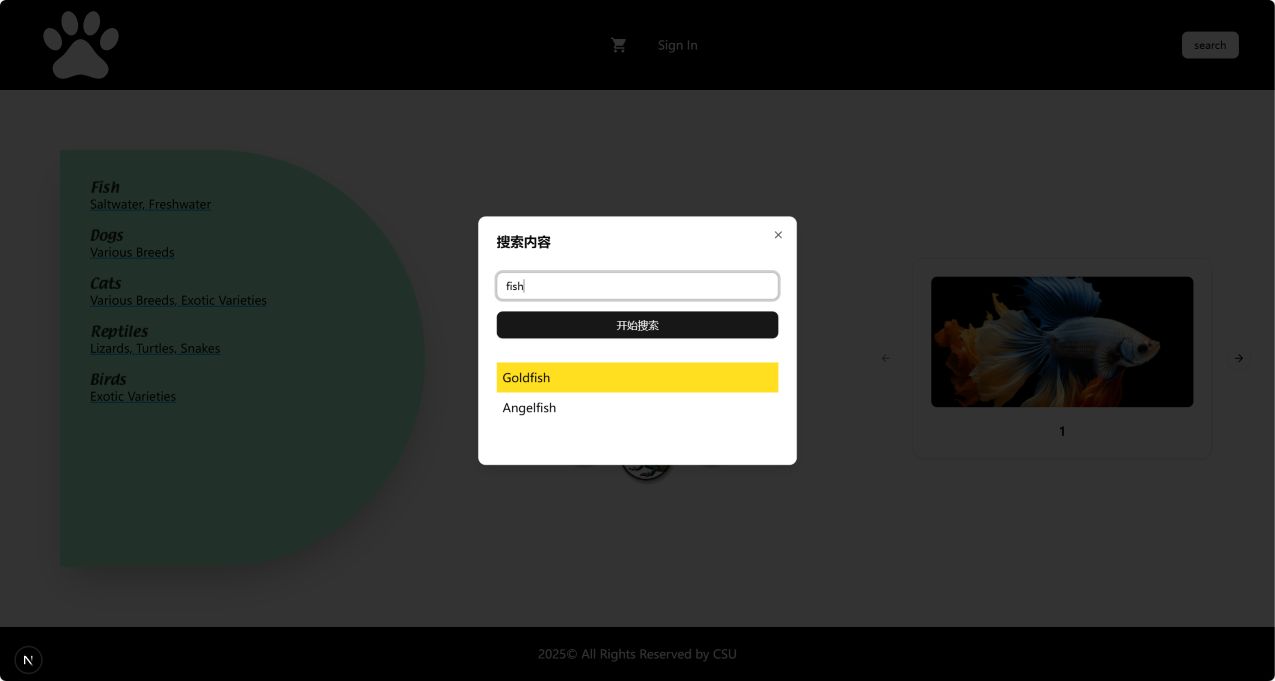 Sign In
search
Fish
Saltwater, Freshwater
Dogs
Various Breeds
Cats
Various Breeds, Exotic Varieties
Reptiles
Lizards, Turtles, Snakes
Birds
Exotic Varieties
搜索内容
fish
开始搜索
Goldfish
Angelfish
1
2025© All Rights Reserved by CSU
N